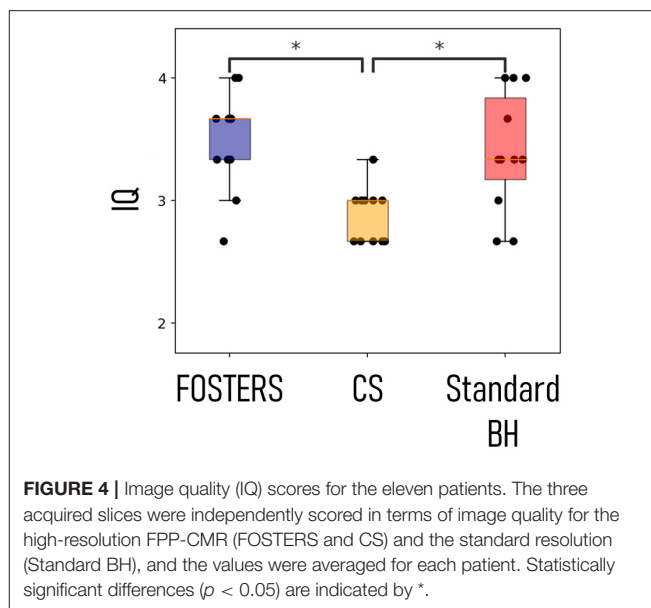 * *
4
3
2
IQ
FOSTERS CS Standard
BH
FIGURE 4 | Image quality (IQ) scores for the eleven patients. The three
acquired slices were independently scored in terms of image quality for the
high-resolution FPP-CMR (FOSTERS and CS) and the standard resolution
(Standard BH), and the values were averaged for each patient. Statistically
significant differences (p < 0.05) are indicated by *.